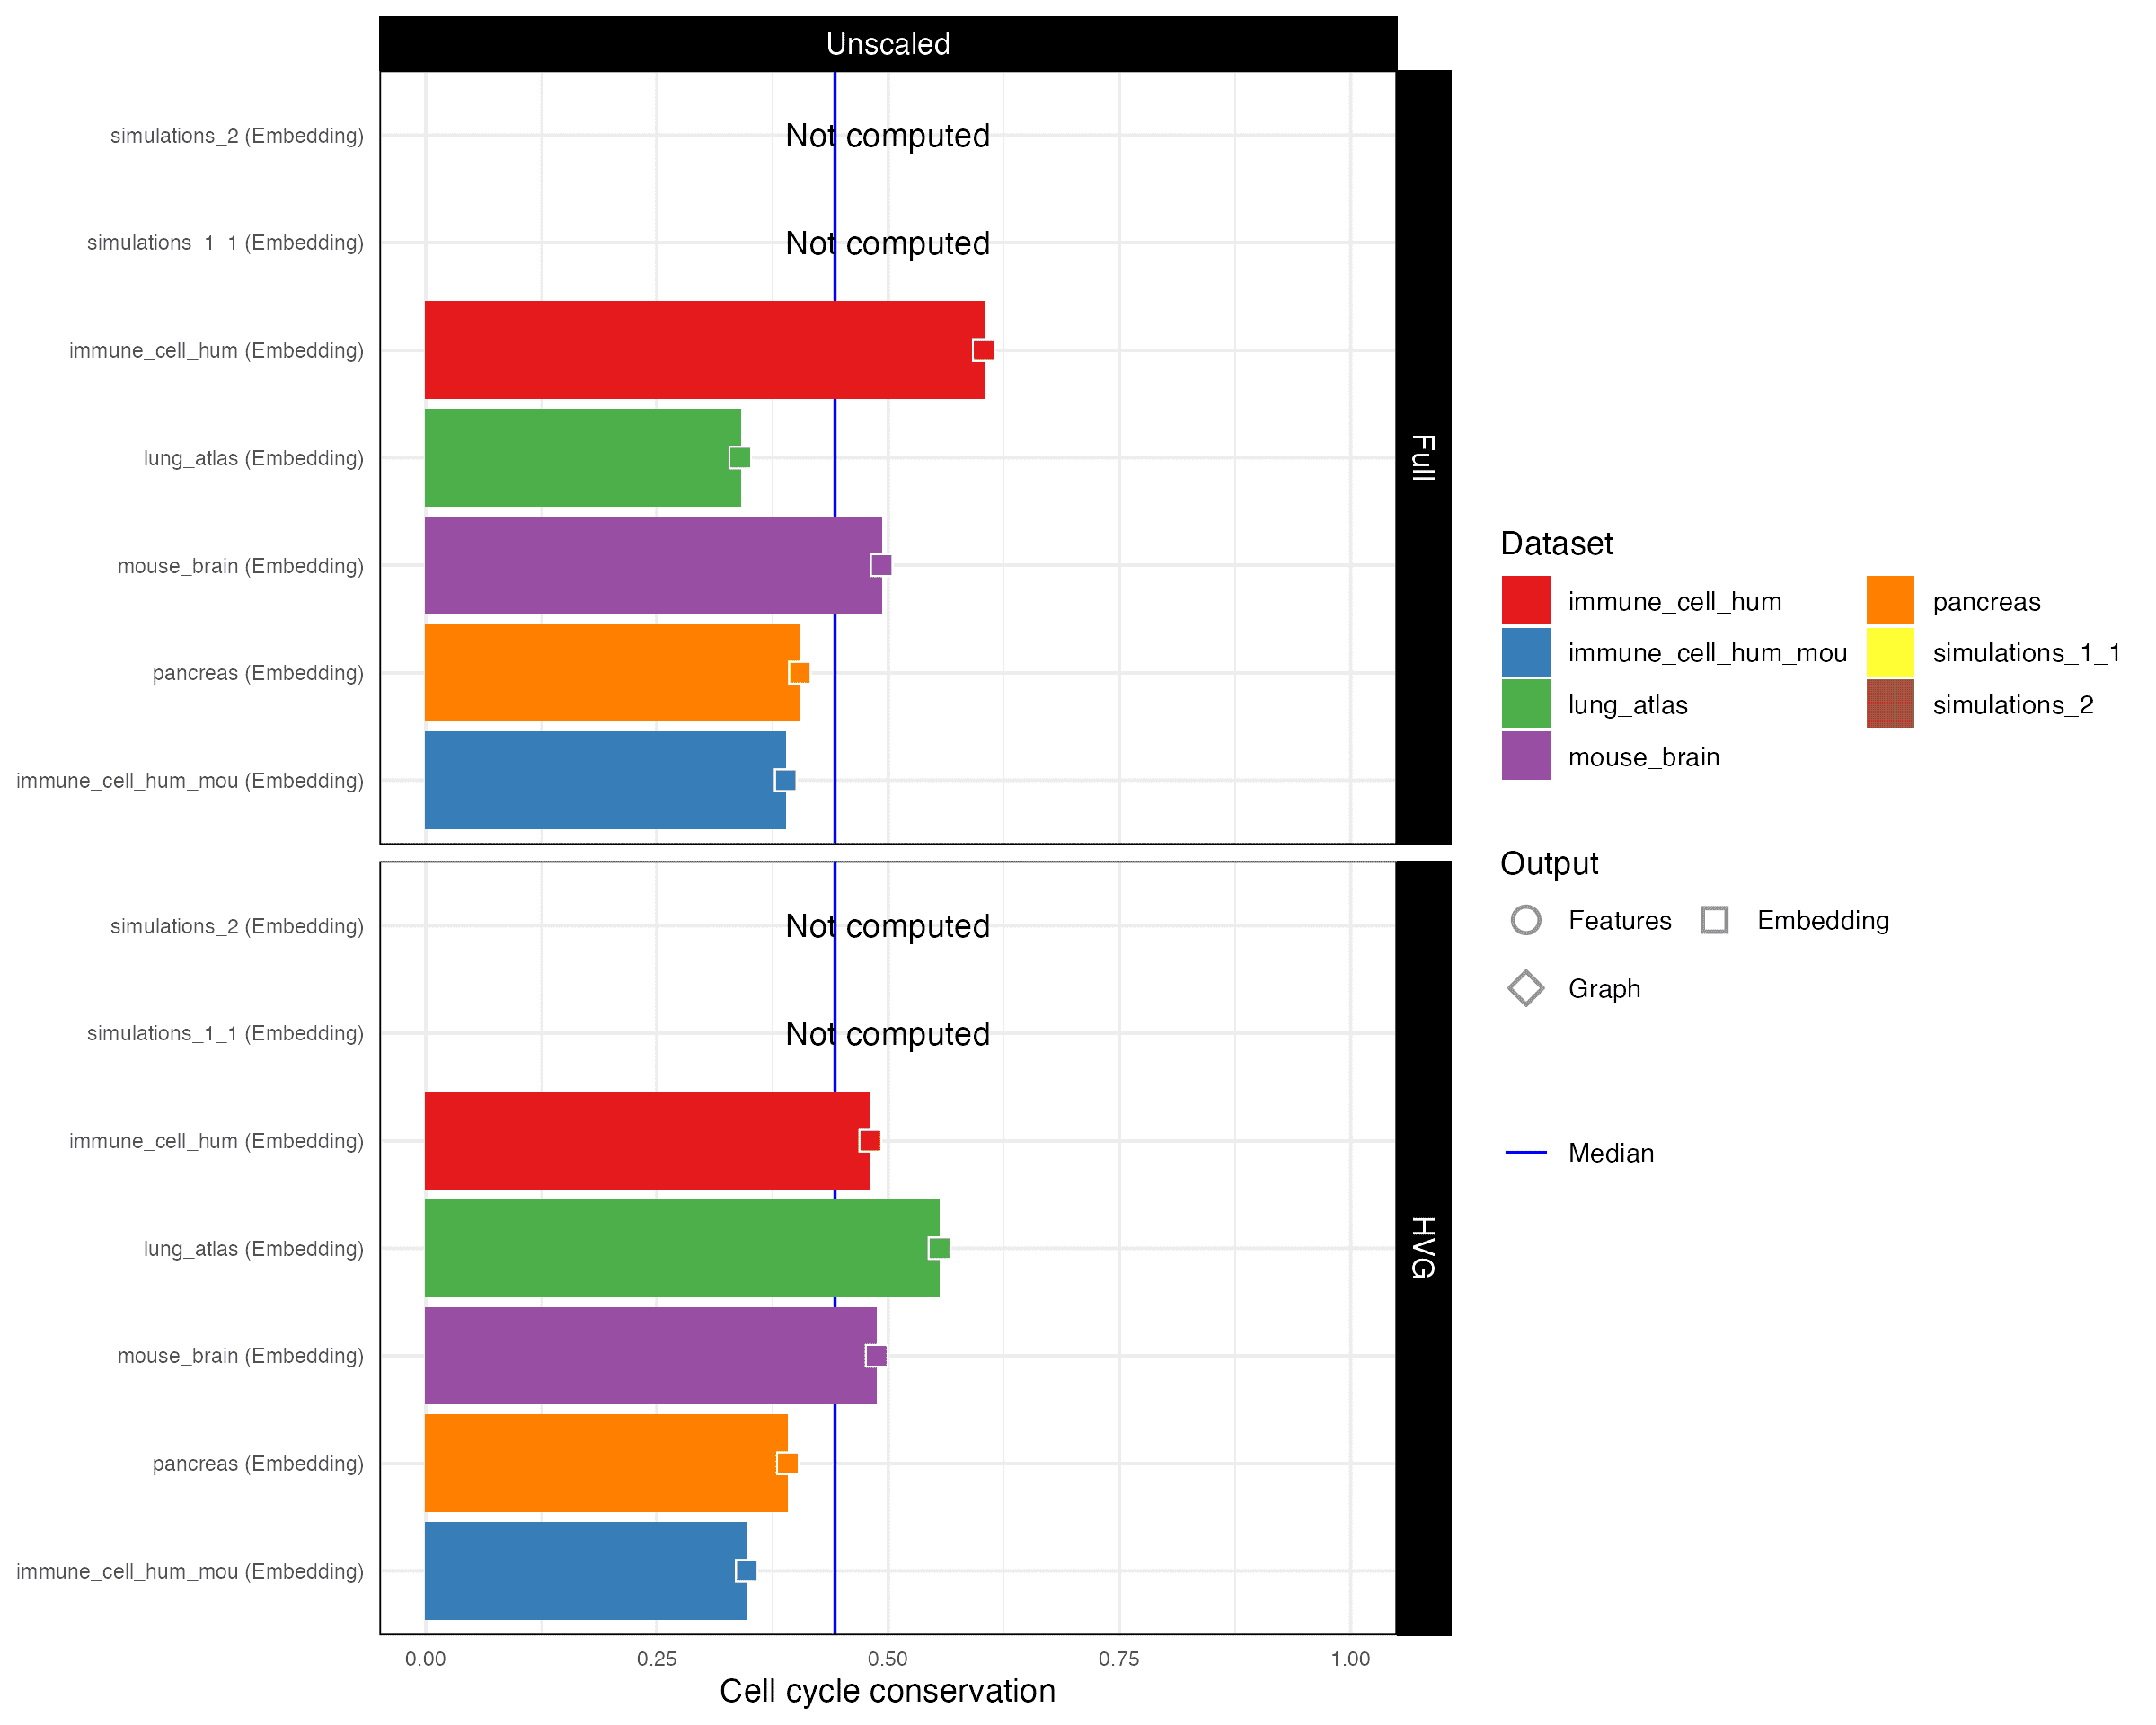 Unscaled
simulations_2 (Embedding)
Not computed
simulations_1_1 (Embedding)
Not computed
immune_cell_hum (Embedding)
lung_atlas (Embedding)
mouse_brain (Embedding)
pancreas (Embedding)
immune_cell_hum_mou (Embedding)
Full
simulations_2 (Embedding)
Not computed
simulations_1_1 (Embedding)
Not computed
immune_cell_hum (Embedding)
lung_atlas (Embedding)
mouse_brain (Embedding)
pancreas (Embedding)
immune_cell_hum_mou (Embedding)
HVG
0.00 0.25 0.50 0.75 1.00
Cell cycle conservation
Dataset
immune_cell_hum
immune_cell_hum_mou
lung_atlas
mouse_brain
pancreas
simulations_1_1
simulations_2
Output
Features
Embedding
Graph
Median